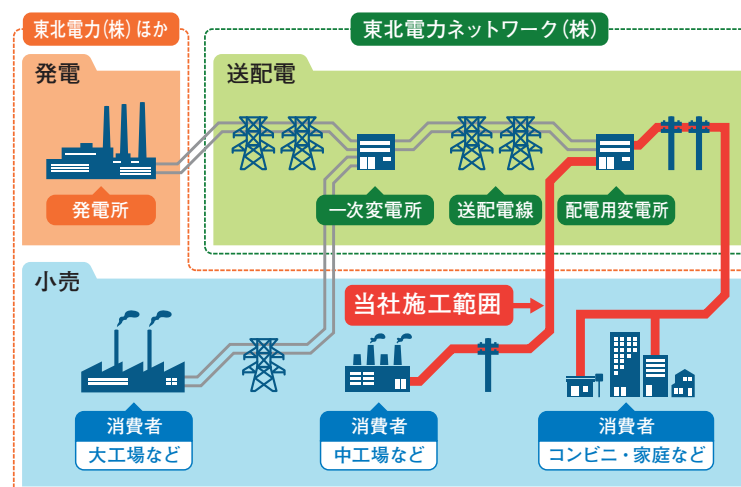 東北電力(株)ほか
東北電力ネットワーク(株)
発電
送配電
発電所
一次変電所
送配電線
配電用変電所
小売
当社施工範囲
消費者
大工場など
消費者
中工場など
消費者
コンビニ・家庭など